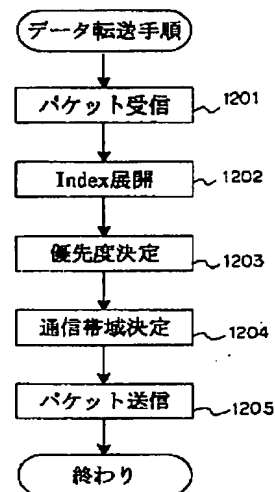 データ転送手順
パケット受信 1201
Index展開 1202
優先度決定 1203
通信帯域決定 1204
パケット送信 1205
終わり